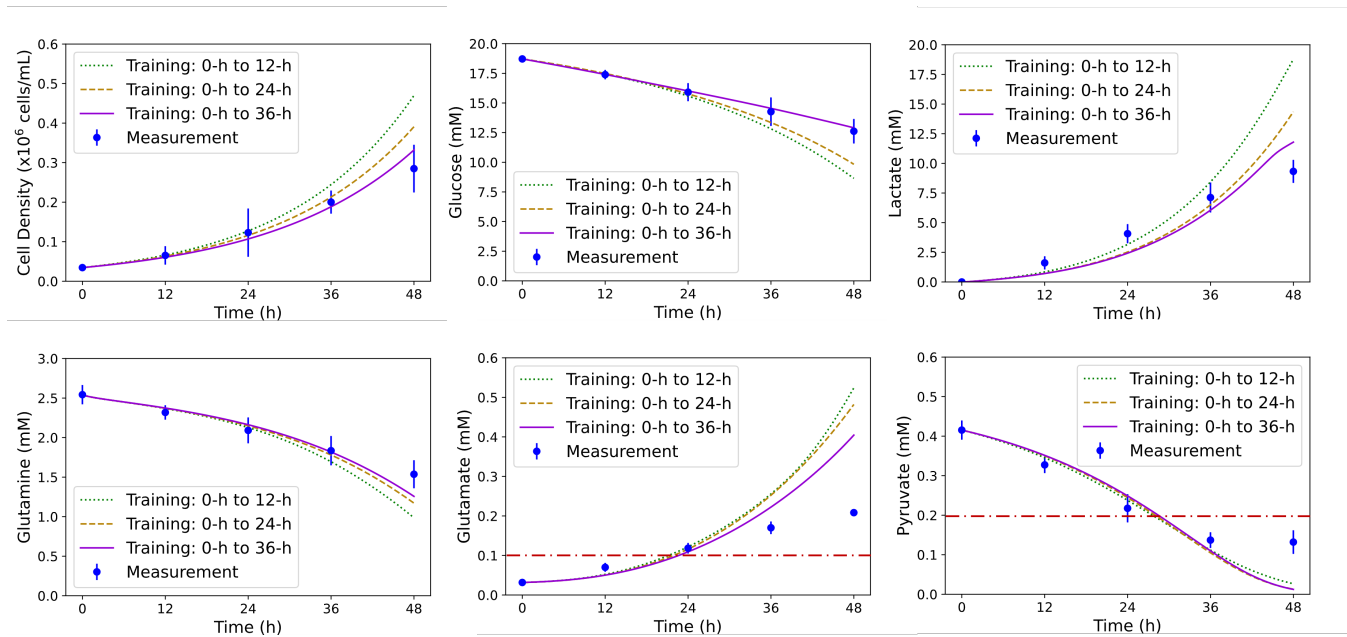 Cell Density (x10⁶ cells/mL)
0.6
0.5
0.4
0.3
0.2
0.1
0.0
Training: 0-h to 12-h
Training: 0-h to 24-h
Training: 0-h to 36-h
Measurement
0 12 24 36 48
Time (h)
Glucose (mM)
20.0
17.5
15.0
12.5
10.0
7.5
5.0
2.5
0.0
Training: 0-h to 12-h
Training: 0-h to 24-h
Training: 0-h to 36-h
Measurement
0 12 24 36 48
Time (h)
Lactate (mM)
20.0
17.5
15.0
12.5
10.0
7.5
5.0
2.5
0.0
Training: 0-h to 12-h
Training: 0-h to 24-h
Training: 0-h to 36-h
Measurement
0 12 24 36 48
Time (h)
Glutamine (mM)
3.0
2.5
2.0
1.5
1.0
0.5
0.0
Training: 0-h to 12-h
Training: 0-h to 24-h
Training: 0-h to 36-h
Measurement
0 12 24 36 48
Time (h)
Glutamate (mM)
0.6
0.5
0.4
0.3
0.2
0.1
0.0
Training: 0-h to 12-h
Training: 0-h to 24-h
Training: 0-h to 36-h
Measurement
0 12 24 36 48
Time (h)
Pyruvate (mM)
0.6
0.5
0.4
0.3
0.2
0.1
0.0
Training: 0-h to 12-h
Training: 0-h to 24-h
Training: 0-h to 36-h
Measurement
0 12 24 36 48
Time (h)